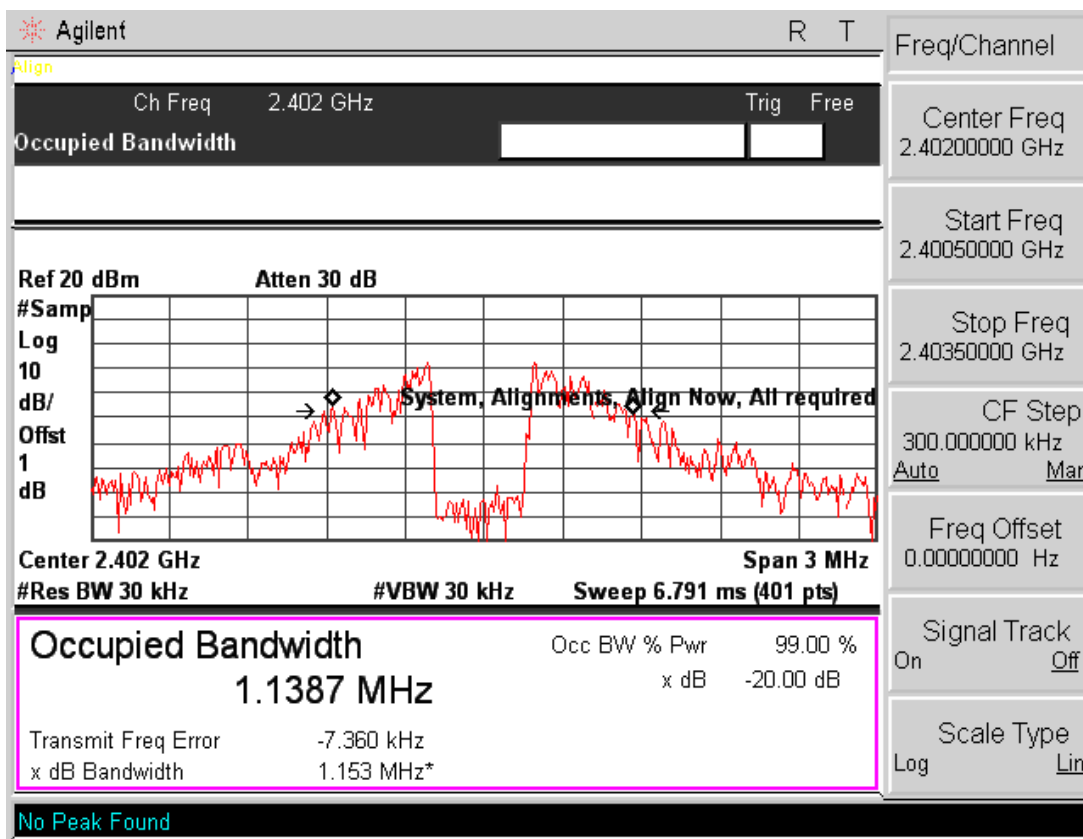 Agilent
R T
Freq/Channel
Align
Ch Freq 2.402 GHz
Trig Free
Occupied Bandwidth
Center Freq
2.40200000 GHz
Start Freq
2.40050000 GHz
Ref 20 dBm
Atten 30 dB
#Samp
Log
10
dB/
Offst
1
dB
System, Alignments, Align Now, All required
Stop Freq
2.40350000 GHz
CF Step
300.000000 kHz
Auto Man
Center 2.402 GHz
Span 3 MHz
#Res BW 30 kHz
#VBW 30 kHz
Sweep 6.791 ms (401 pts)
Freq Offset
0.00000000 Hz
Occupied Bandwidth
1.1387 MHz
Occ BW % Pwr 99.00 %
x dB -20.00 dB
Transmit Freq Error -7.360 kHz
x dB Bandwidth 1.153 MHz*
Signal Track
On Off
Scale Type
Log Lin
No Peak Found